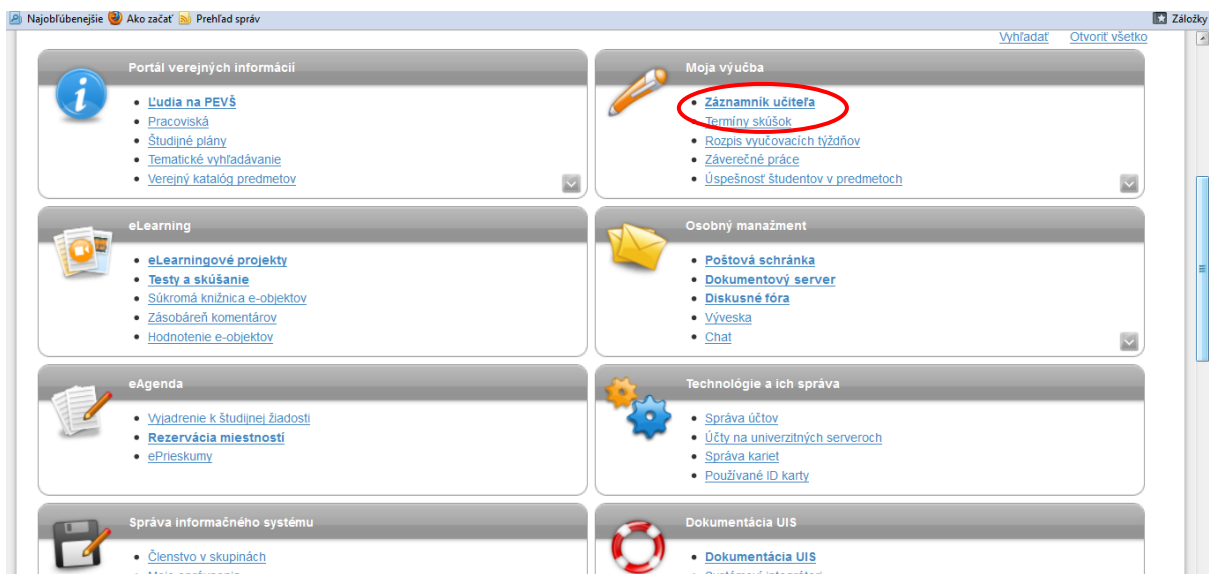 Najobľúbenejšie Ako začať Prehľad správ Záložky
Vyhľadať Otvoriť všetko
Portál verejných informácií
Ľudia na PEVŠ
Pracoviská
Študijné plány
Tematické vyhľadávanie
Verejný katalóg predmetov
Moja výučba
Záznamník učiteľa
Termíny skúšok
Rozpis vyučovacích týždňov
Záverečné práce
Úspešnosť študentov v predmetoch
eLearning
eLearningové projekty
Testy a skúšanie
Súkromá knižnica e-objektov
Zásobáreň komentárov
Hodnotenie e-objektov
Osobný manažment
Poštová schránka
Dokumentový server
Diskusné fóra
Výveska
Chat
eAgenda
Vyjadrenie k študijnej žiadosti
Rezervácia miestností
ePrieskumy
Technológie a ich správa
Správa účtov
Účty na univerzitných serveroch
Správa kariet
Používané ID karty
Správa informačného systému
Členstvo v skupinách
Dokumentácia UIS
Dokumentácia UIS